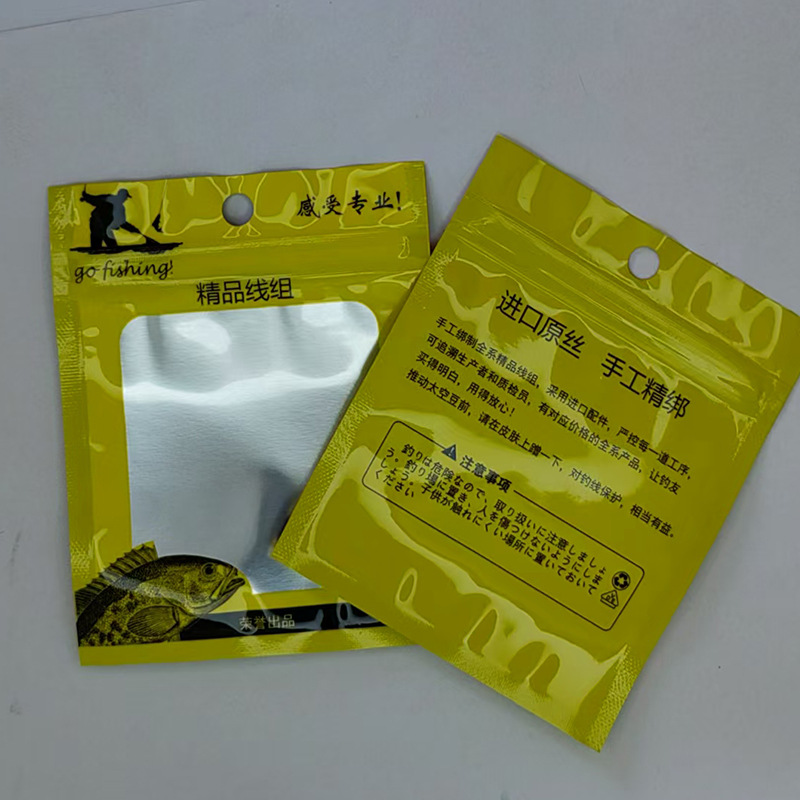 感受专业!
go fishing!
精品线组
荣誉出品
进口原丝 手工精绑
手工绑制全系精品线组，采用进口配件，严控每一道工序，
可追溯生产者和质检员，有对应价格的全系产品，让钓友
买得明白，用得放心！
推动太空豆前，请在皮肤上蹭一下，对钓线保护，相当有益。
注意事项
釣りは危険なので、取り扱いに注意しましょ
う。釣り場に置き、人を傷つけないようにしま
しょう。子供が触れにくい場所に置いておいて
ください